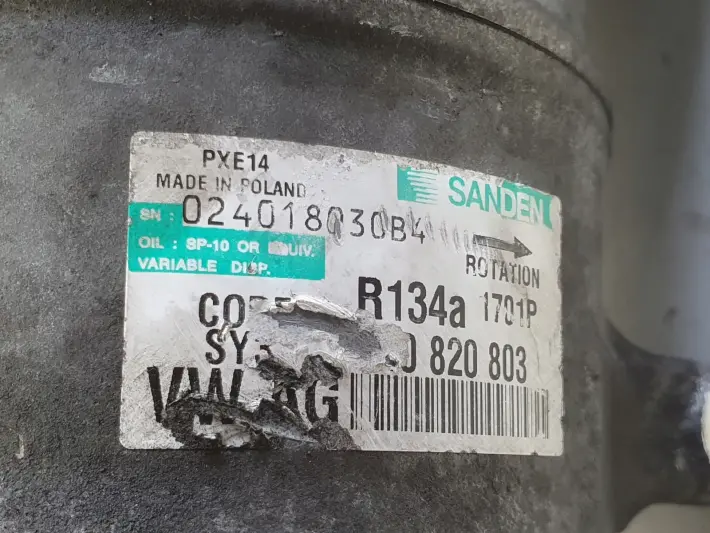 PXE14
MADE IN POLAND
SANDEN
SN: 024018030B4
OIL : SP-10 OR EQUIV.
VARIABLE DISP.
ROTATION
R134a 1701P
820 803
VW AG